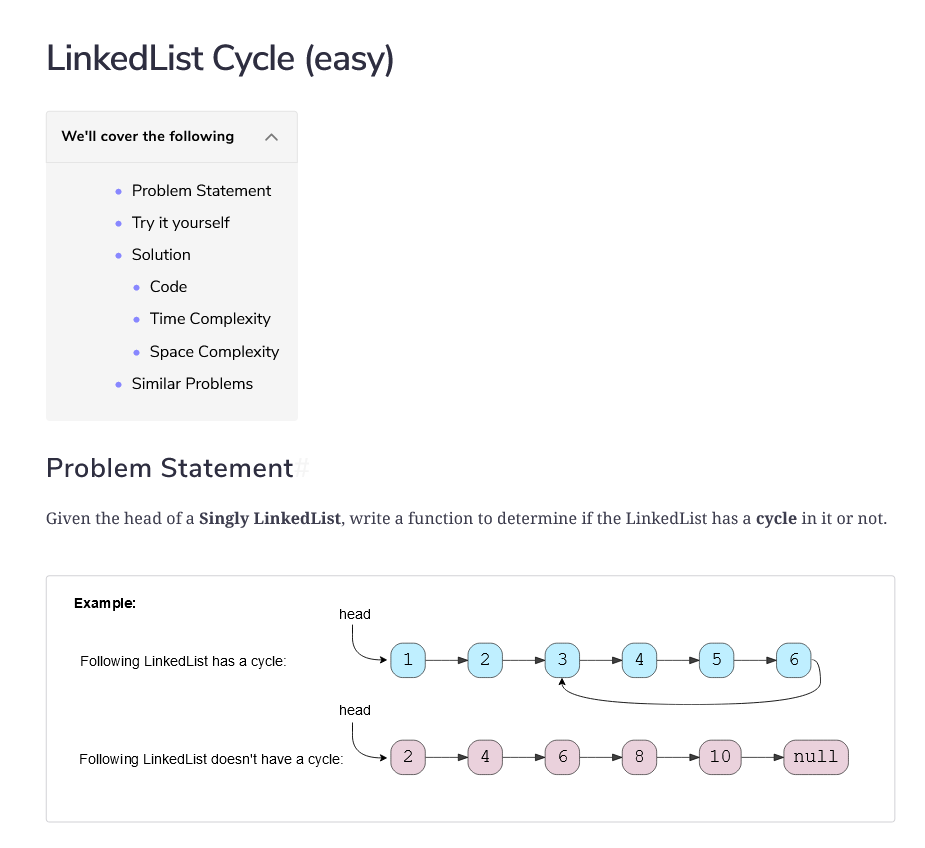 LinkedList Cycle (easy)
We'll cover the following
Problem Statement
Try it yourself
Solution
Code
Time Complexity
Space Complexity
Similar Problems
Problem Statement#
Given the head of a Singly LinkedList, write a function to determine if the LinkedList has a cycle in it or not.
Example:
head
Following LinkedList has a cycle: 1 2 3 4 5 6
head
Following LinkedList doesn't have a cycle: 2 4 6 8 10 null